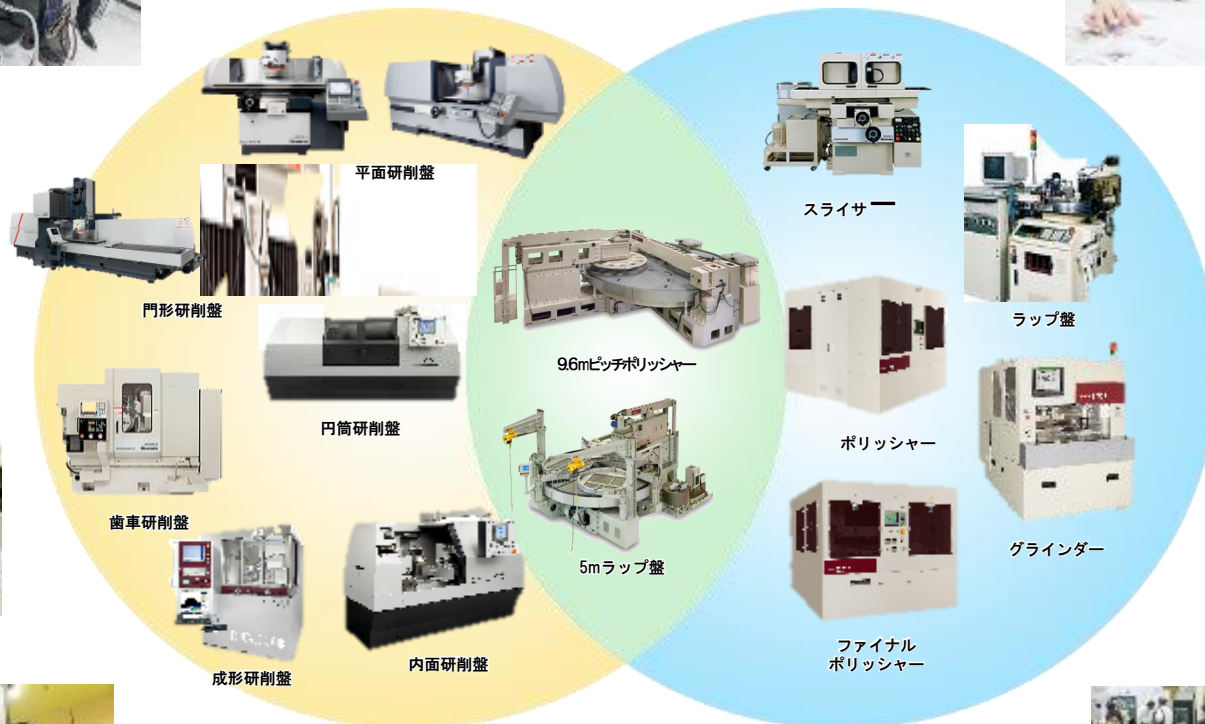 平面研削盤
スライサー
門形研削盤
ラップ盤
9.6mピッチポリッシャー
円筒研削盤
ポリッシャー
歯車研削盤
グラインダー
5mラップ盤
ファイナル
ポリッシャー
内面研削盤
成形研削盤